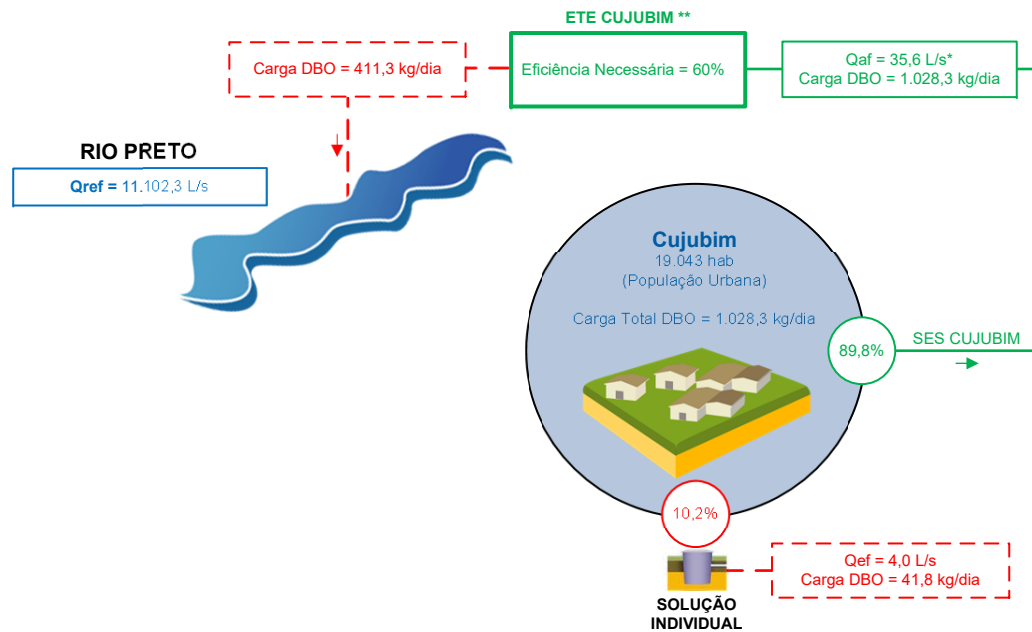 ETE CUJUBIM **
Carga DBO = 411,3 kg/dia
Eficiência Necessária = 60%
Qaf = 35,6 L/s*
Carga DBO = 1.028,3 kg/dia
RIO PRETO
Qref = 11.102,3 L/s
Cujubim
19.043 hab
(População Urbana)
Carga Total DBO = 1.028,3 kg/dia
89,8%
SES CUJUBIM
10,2%
Qef = 4,0 L/s
Carga DBO = 41,8 kg/dia
SOLUÇÃO
INDIVIDUAL